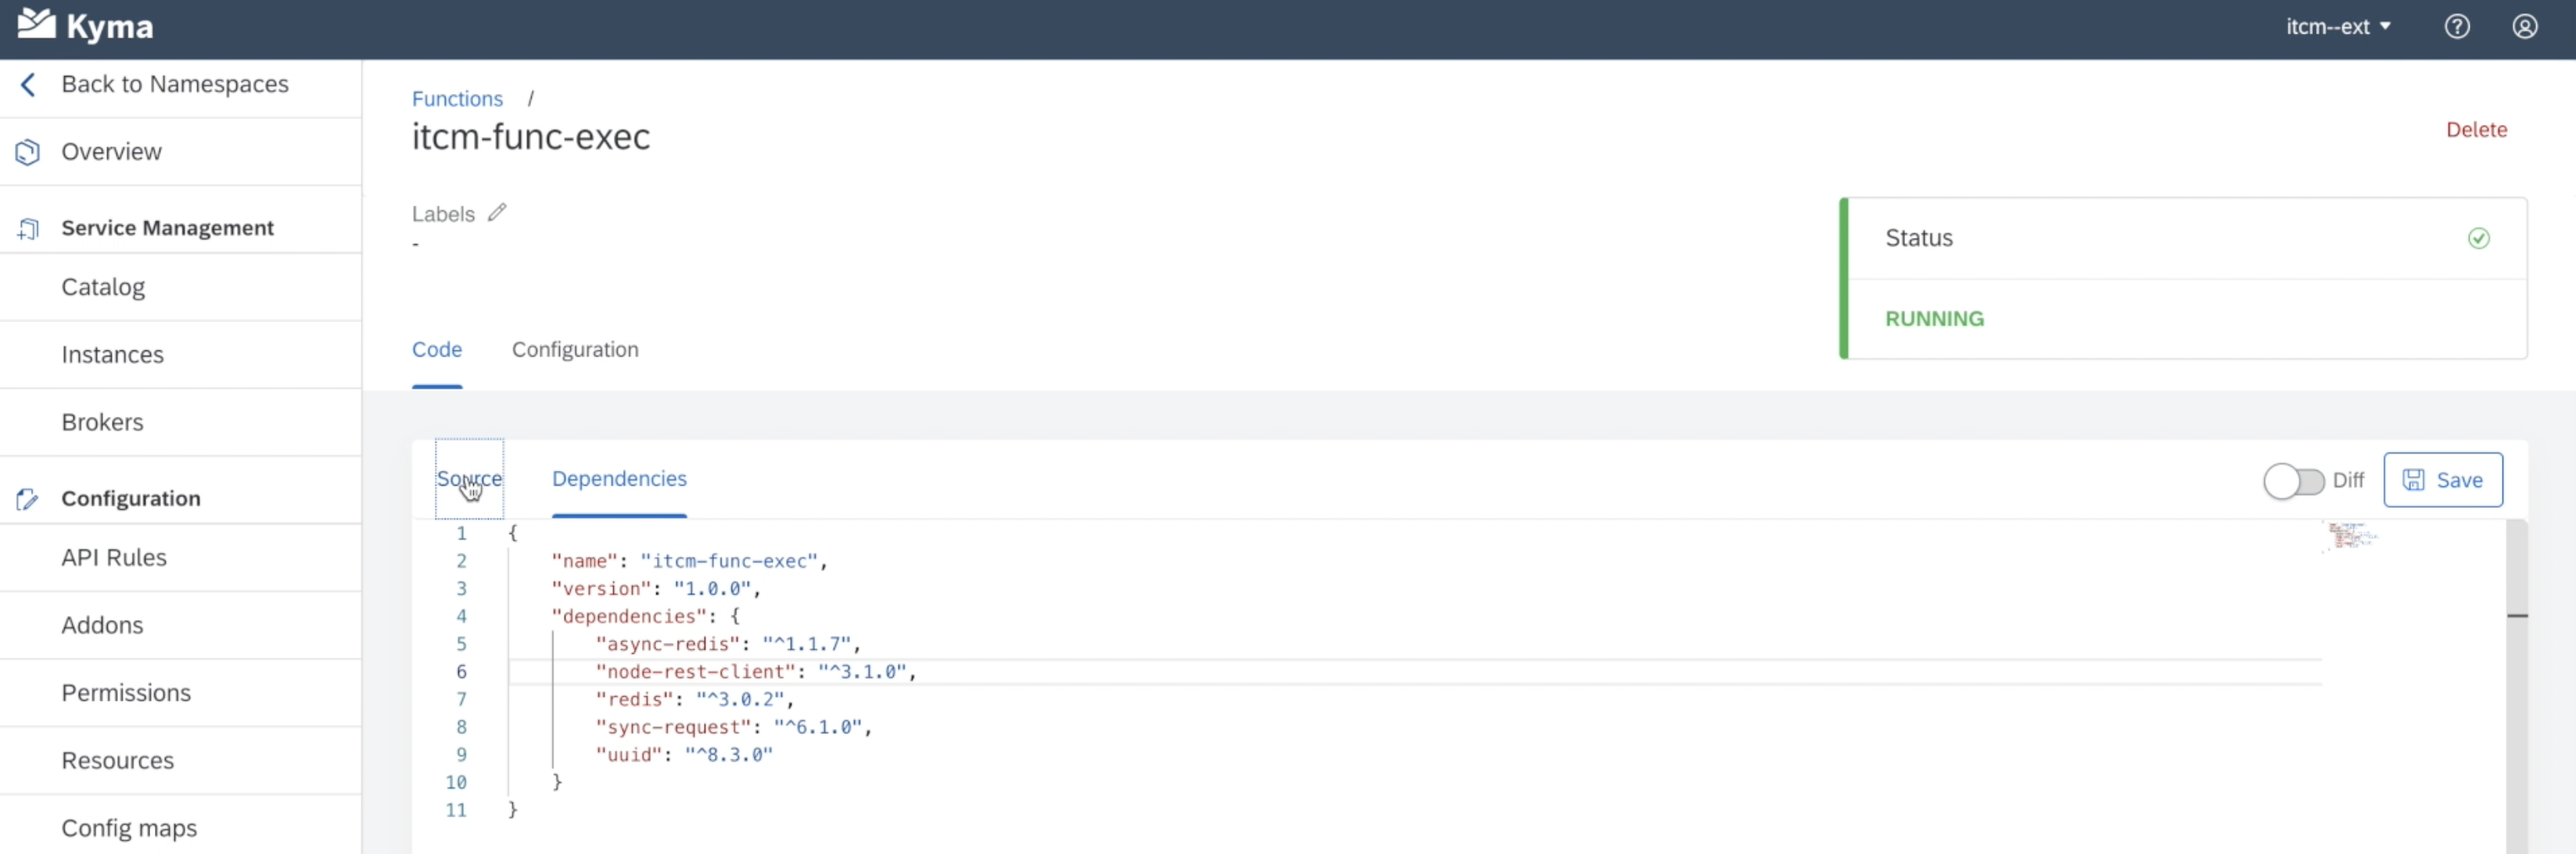 Kyma
itcm--ext
Back to Namespaces
Overview
Service Management
Catalog
Instances
Brokers
Configuration
API Rules
Addons
Permissions
Resources
Config maps
Functions /
itcm-func-exec
Delete
Labels
-
Status
RUNNING
Code Configuration
Source Dependencies
Diff Save
1 {
2 "name": "itcm-func-exec",
3 "version": "1.0.0",
4 "dependencies": {
5 "async-redis": "^1.1.7",
6 "node-rest-client": "^3.1.0",
7 "redis": "^3.0.2",
8 "sync-request": "^6.1.0",
9 "uuid": "^8.3.0"
10 }
11 }